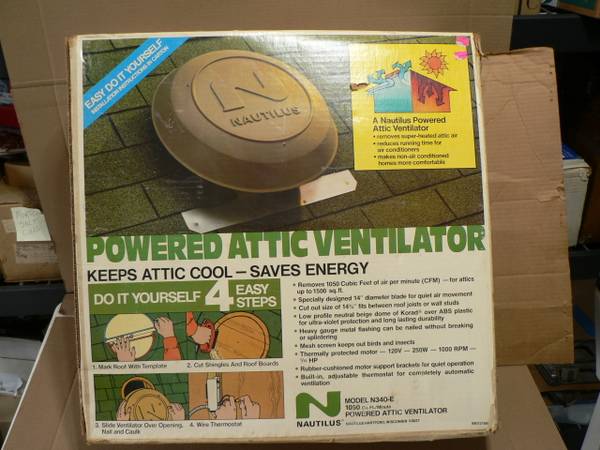 EASY DO IT YOURSELF
INSTALLATION INSTRUCTIONS IN CARTON
N
NAUTILUS
A Nautilus Powered
Attic Ventilator
• removes super-heated attic air
• reduces running time for
air conditioners
• makes non-air conditioned
homes more comfortable
POWERED ATTIC VENTILATOR
KEEPS ATTIC COOL – SAVES ENERGY
DO IT YOURSELF 4 EASY STEPS
1. Mark Roof With Template
2. Cut Shingles And Roof Boards
3. Slide Ventilator Over Opening,
Nail and Caulk
4. Wire Thermostat
• Removes 1050 Cubic Feet of air per minute (CFM) — for attics
up to 1500 sq. ft.
• Specially designed 14" diameter blade for quiet air movement
• Cut out size of 14½" fits between roof joists or wall studs
• Low profile neutral beige dome of Korad® over ABS plastic
for ultra-violet protection and long lasting durability
• Heavy gauge metal flashing can be nailed without breaking
or splintering
• Mesh screen keeps out birds and insects
• Thermally protected motor — 120V — 250W — 1000 RPM —
HP
• Rubber-cushioned motor support brackets for quiet operation
• Built-in, adjustable thermostat for completely automatic
ventilation
N
NAUTILUS
MODEL N340-E
1050 Cu. Ft./Minute
POWERED ATTIC VENTILATOR
HARTFORD, WISCONSIN 53027